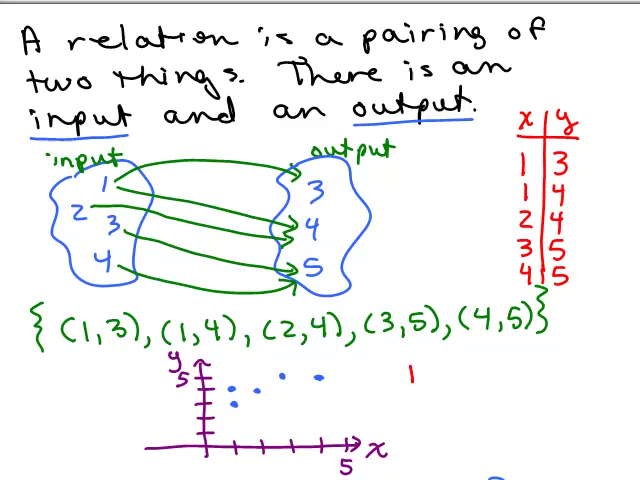 A relation is a pairing of
two things. There is an
input and an output.
x y
input output
1 3 1 3
2 4 1 4
3 5 2 4
4 3 5
4 5
{ (1,3), (1,4), (2,4), (3,5), (4,5)}
y
5
1
x
5